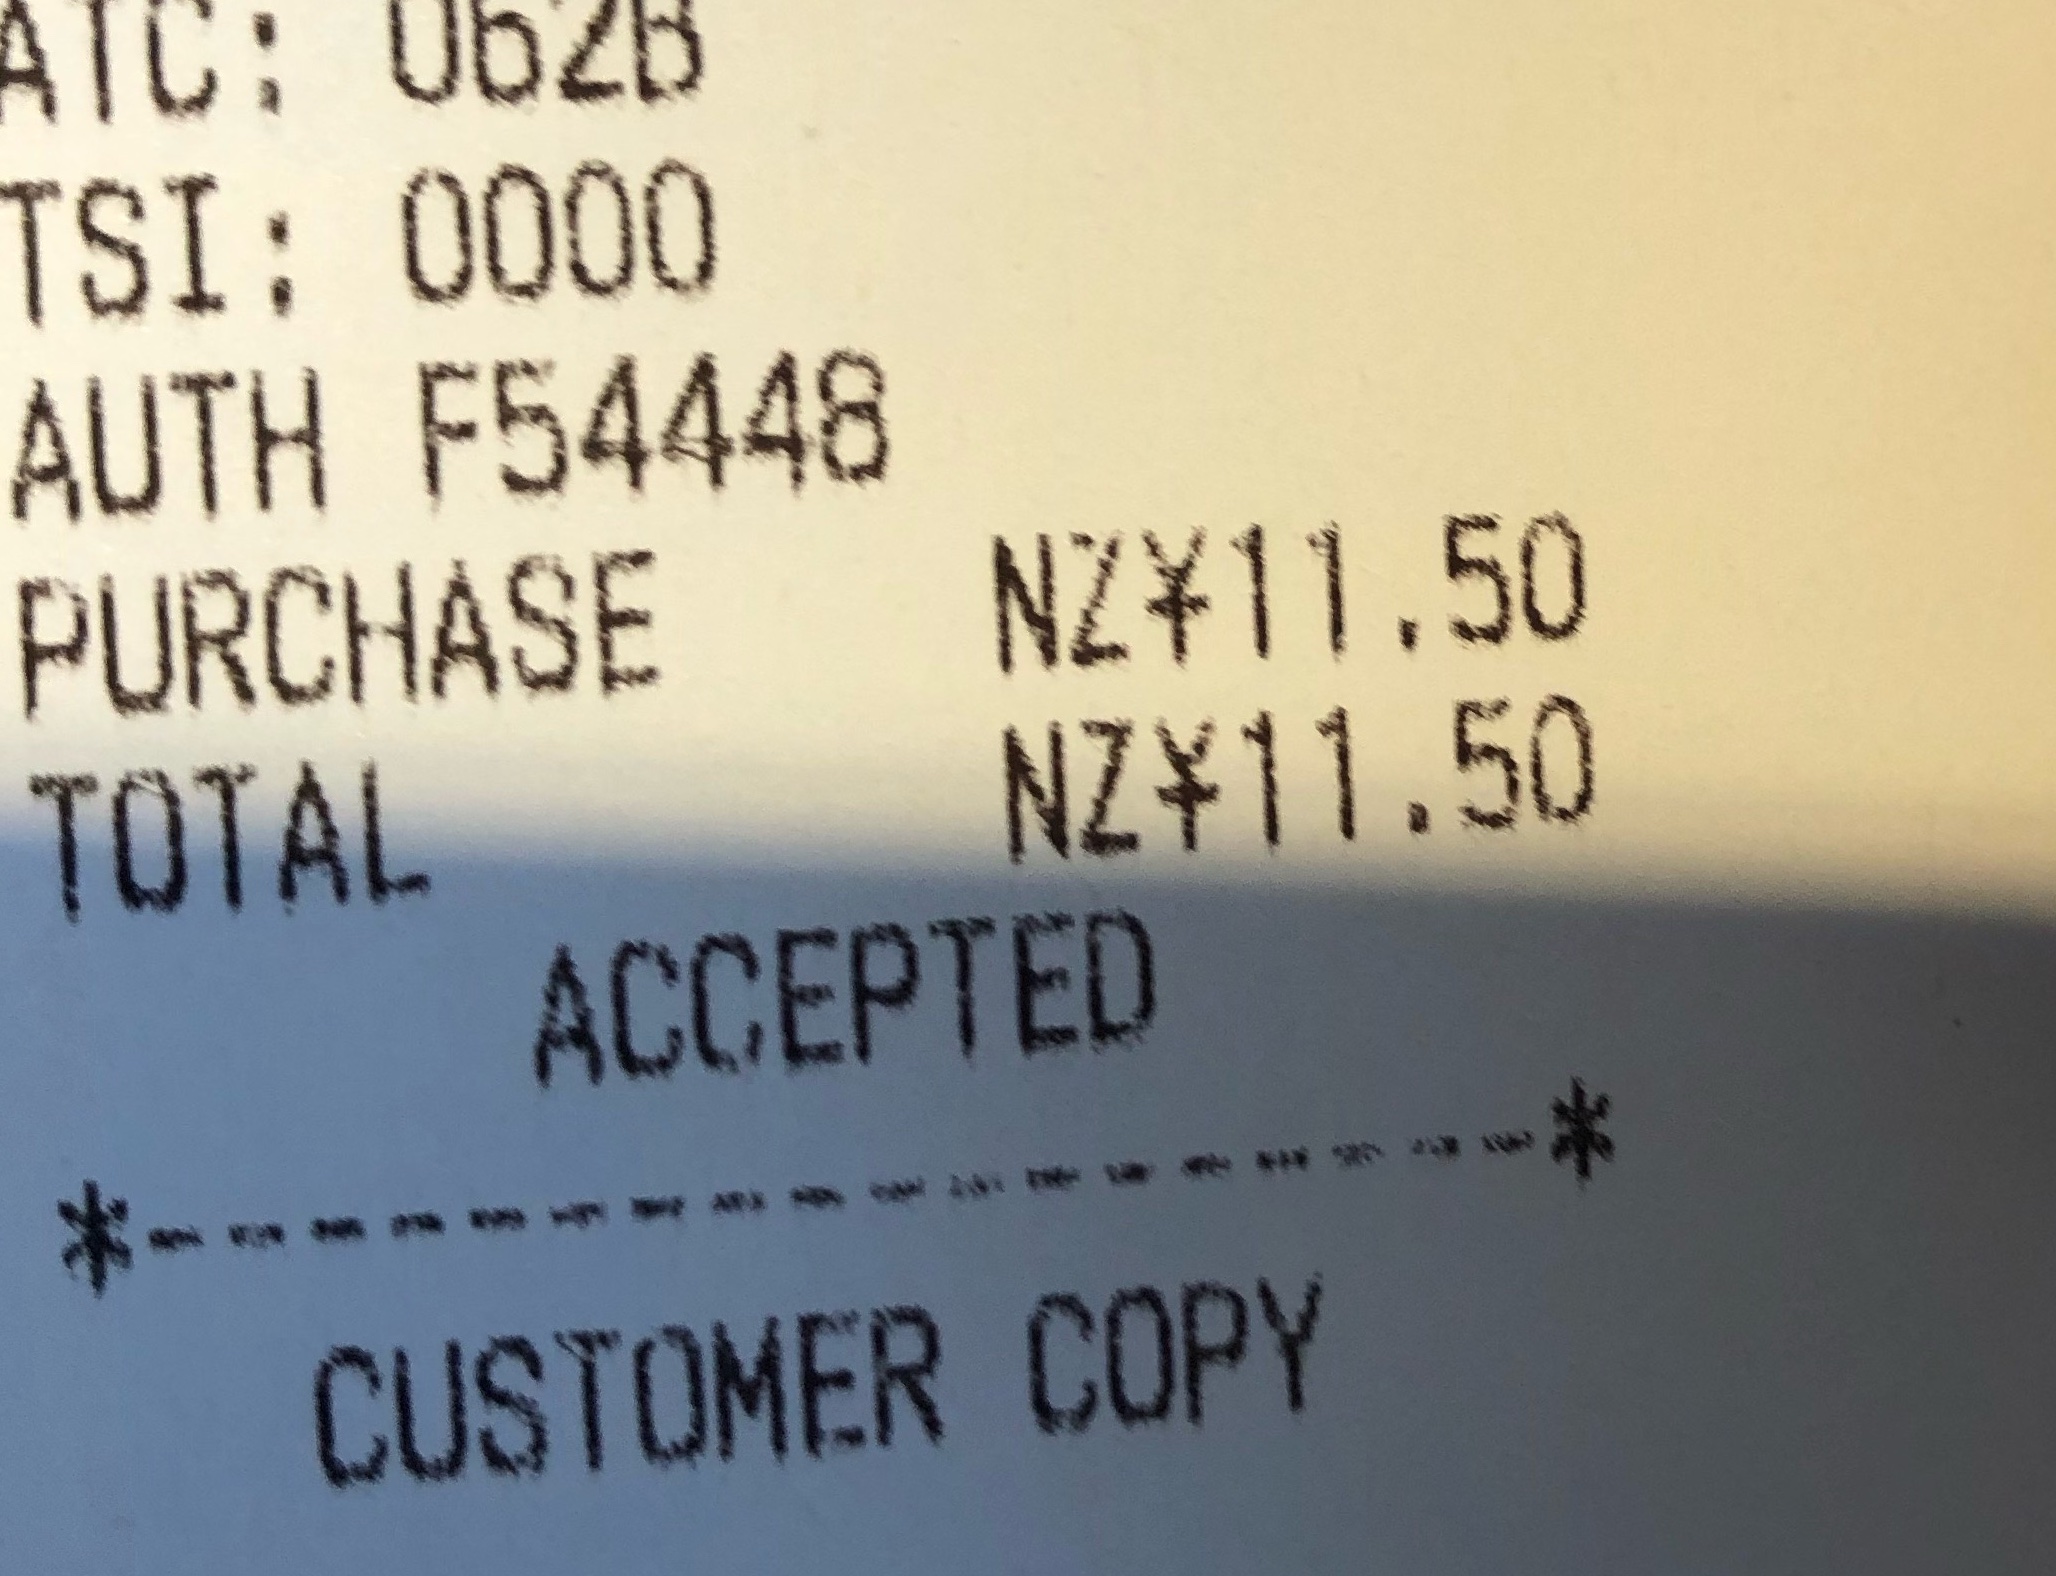 ATC: 062B
TSI: 0000
AUTH F54448
PURCHASE NZ¥11.50
TOTAL NZ¥11.50
ACCEPTED
*------------------*
CUSTOMER COPY